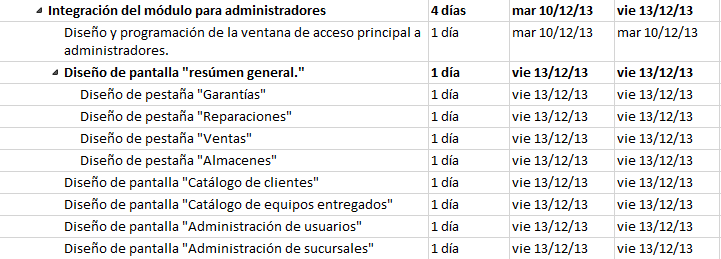 Integración del módulo para administradores 4 días mar 10/12/13 vie 13/12/13
Diseño y programación de la ventana de acceso principal a 1 día mar 10/12/13 mar 10/12/13
administradores.
Diseño de pantalla "resúmen general." 1 día vie 13/12/13 vie 13/12/13
Diseño de pestaña "Garantías" 1 día vie 13/12/13 vie 13/12/13
Diseño de pestaña "Reparaciones" 1 día vie 13/12/13 vie 13/12/13
Diseño de pestaña "Ventas" 1 día vie 13/12/13 vie 13/12/13
Diseño de pestaña "Almacenes" 1 día vie 13/12/13 vie 13/12/13
Diseño de pantalla "Catálogo de clientes" 1 día vie 13/12/13 vie 13/12/13
Diseño de pantalla "Catálogo de equipos entregados" 1 día vie 13/12/13 vie 13/12/13
Diseño de pantalla "Administración de usuarios" 1 día vie 13/12/13 vie 13/12/13
Diseño de pantalla "Administración de sucursales" 1 día vie 13/12/13 vie 13/12/13